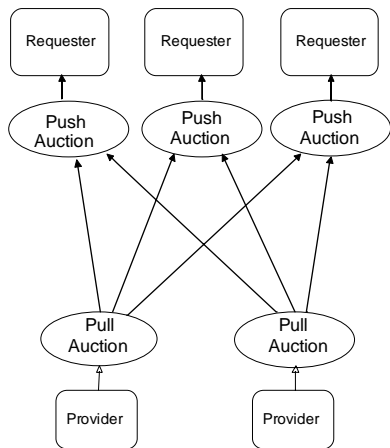 Requester
Requester
Requester
Push
Auction
Push
Auction
Push
Auction
Pull
Auction
Pull
Auction
Provider
Provider